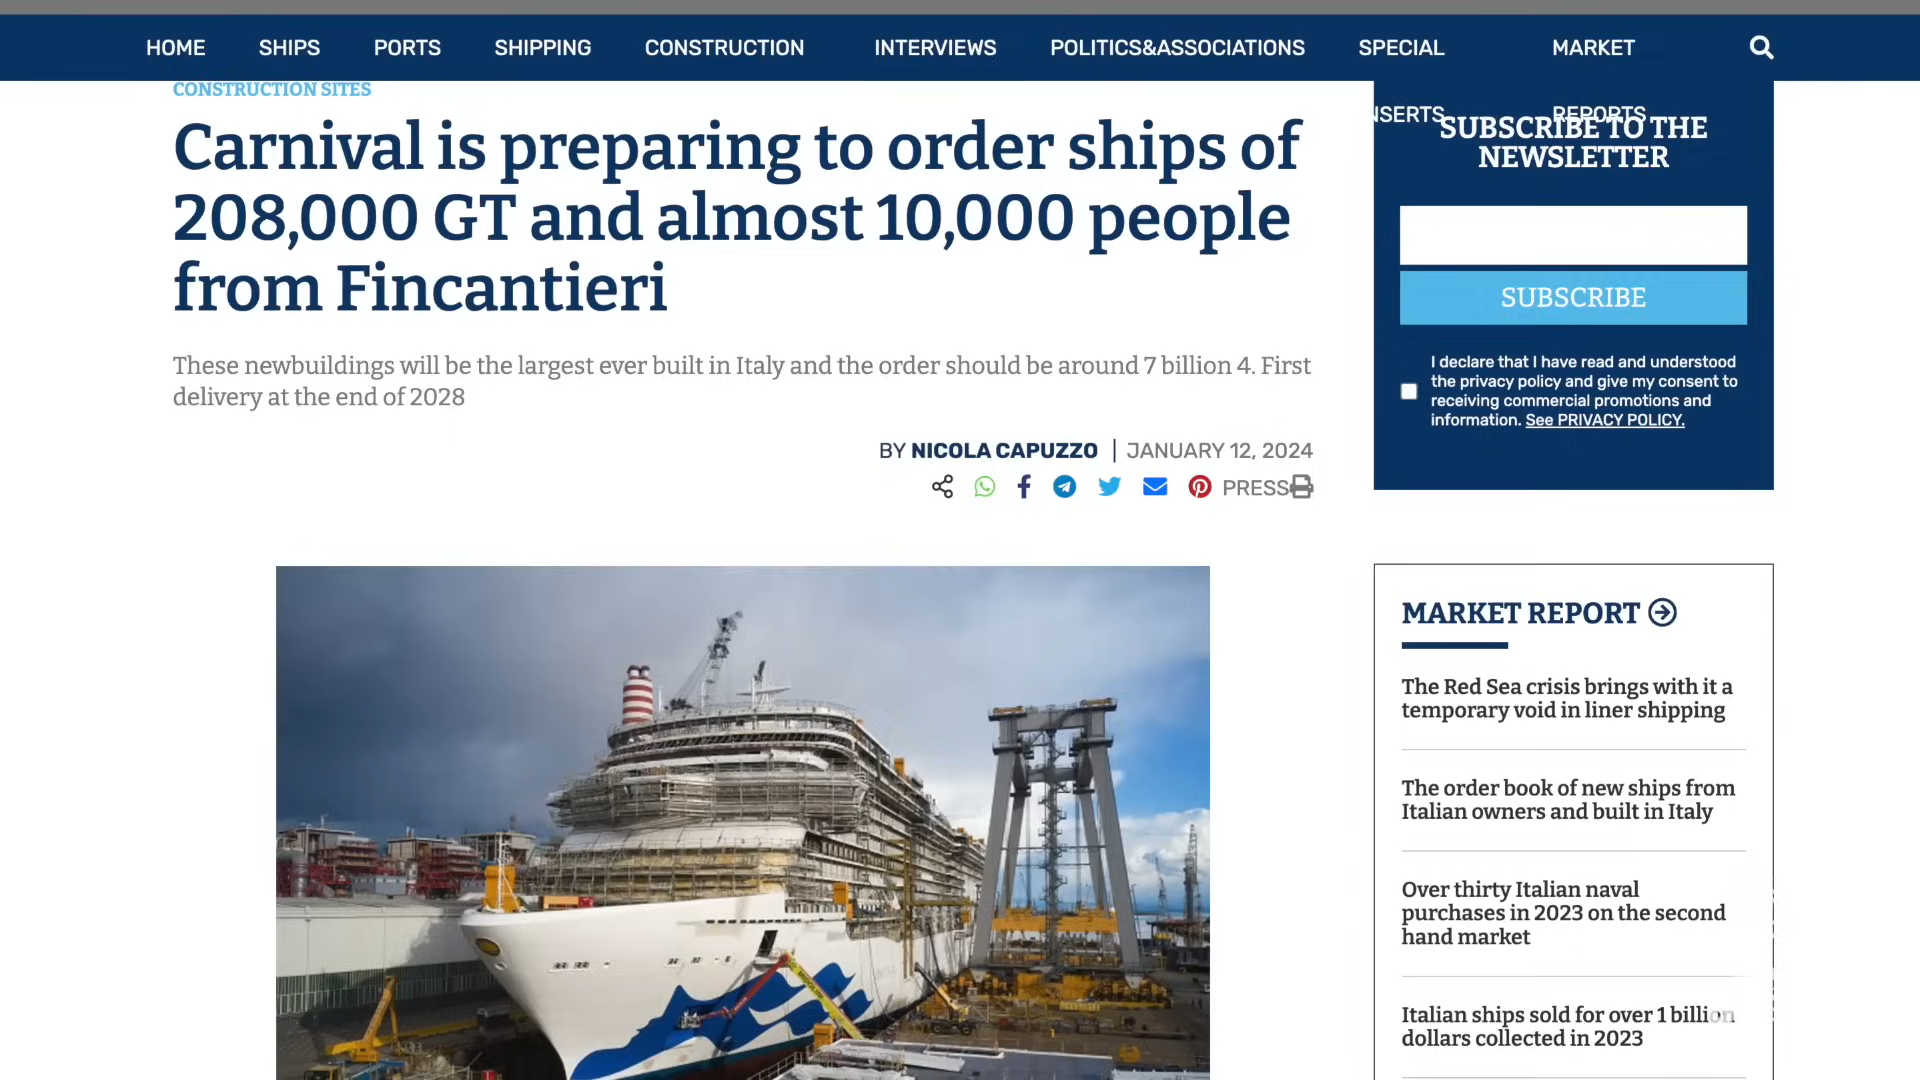 HOME SHIPS PORTS SHIPPING CONSTRUCTION INTERVIEWS POLITICS&ASSOCIATIONS SPECIAL MARKET
NSERTS REPORTS
CONSTRUCTION SITES
Carnival is preparing to order ships of
208,000 GT and almost 10,000 people
from Fincantieri
These newbuildings will be the largest ever built in Italy and the order should be around 7 billion 4. First
delivery at the end of 2028
BY NICOLA CAPUZZO | JANUARY 12, 2024
PRESS
SUBSCRIBE TO THE
NEWSLETTER
SUBSCRIBE
I declare that I have read and understood
the privacy policy and give my consent to
receiving commercial promotions and
information. See PRIVACY POLICY.
MARKET REPORT
The Red Sea crisis brings with it a
temporary void in liner shipping
The order book of new ships from
Italian owners and built in Italy
Over thirty Italian naval
purchases in 2023 on the second
hand market
Italian ships sold for over 1 billion
dollars collected in 2023